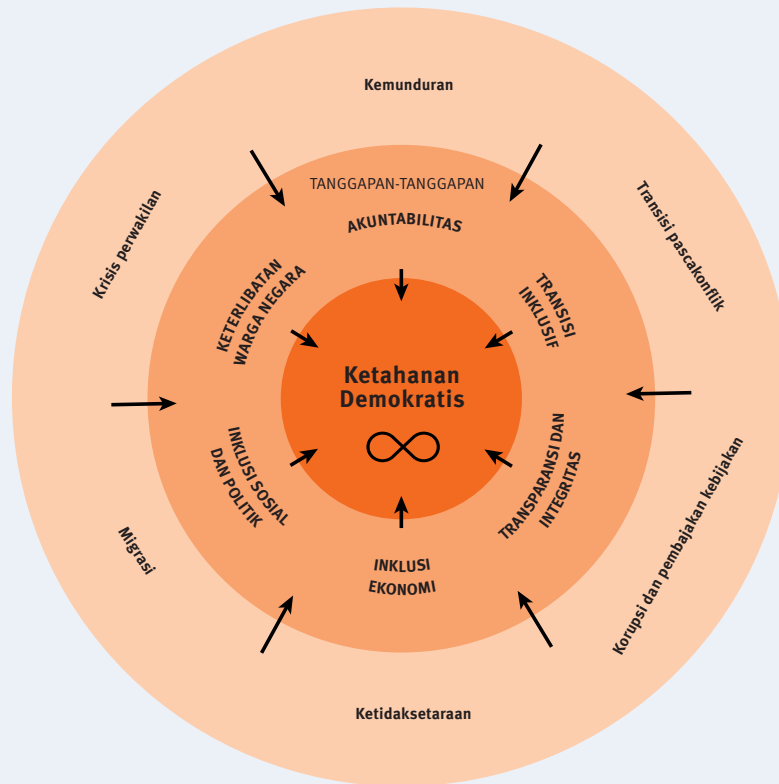 Kemunduran
Transisi pascakonflik
Korupsi dan pembajakan kebijakan
Ketidaksetaraan
Migrasi
Krisis perwakilan
TANGGAPAN-TANGGAPAN
AKUNTABILITAS
TRANSISI
INKLUSIF
TRANSPARANSI DAN
INTEGRITAS
INKLUSI
EKONOMI
INKLUSI SOSIAL
DAN POLITIK
KETERLIBATAN
WARGA NEGARA
Ketahanan
Demokratis